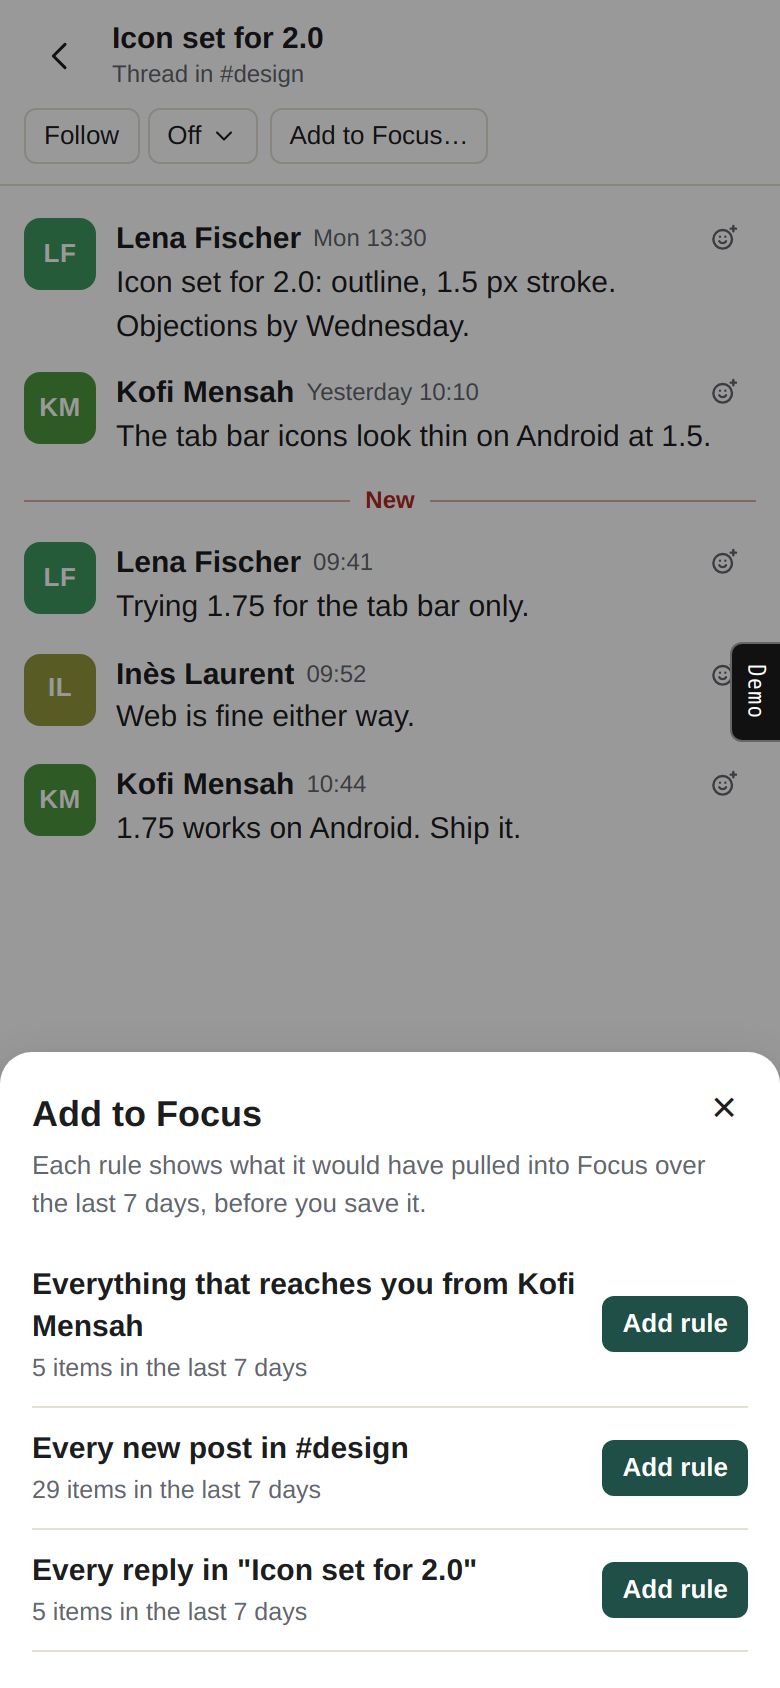 Icon set for 2.0
Thread in #design
Follow
Off
Add to Focus…
LF
Lena Fischer Mon 13:30
Icon set for 2.0: outline, 1.5 px stroke.
Objections by Wednesday.
KM
Kofi Mensah Yesterday 10:10
The tab bar icons look thin on Android at 1.5.
New
LF
Lena Fischer 09:41
Trying 1.75 for the tab bar only.
IL
Inès Laurent 09:52
Web is fine either way.
Demo
KM
Kofi Mensah 10:44
1.75 works on Android. Ship it.
Add to Focus
Each rule shows what it would have pulled into Focus over
the last 7 days, before you save it.
Everything that reaches you from Kofi
Mensah
5 items in the last 7 days
Add rule
Every new post in #design
29 items in the last 7 days
Add rule
Every reply in "Icon set for 2.0"
5 items in the last 7 days
Add rule